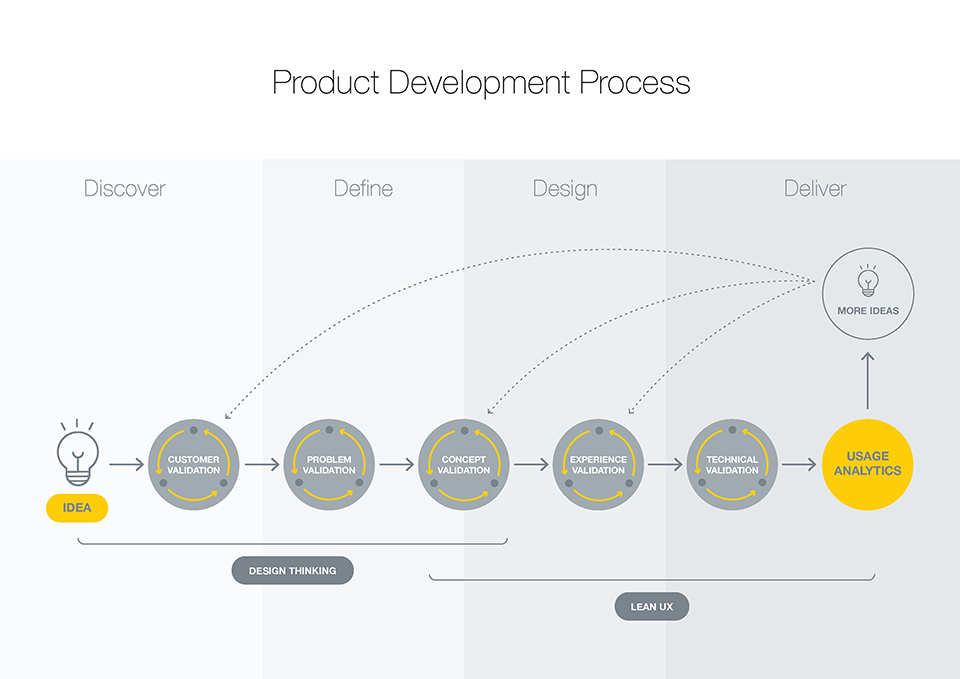 Product Development Process
Discover
Define
Design
Deliver
MORE IDEAS
CUSTOMER
VALIDATION
PROBLEM
VALIDATION
CONCEPT
VALIDATION
EXPERIENCE
VALIDATION
TECHNICAL
VALIDATION
USAGE
ANALYTICS
IDEA
DESIGN THINKING
LEAN UX